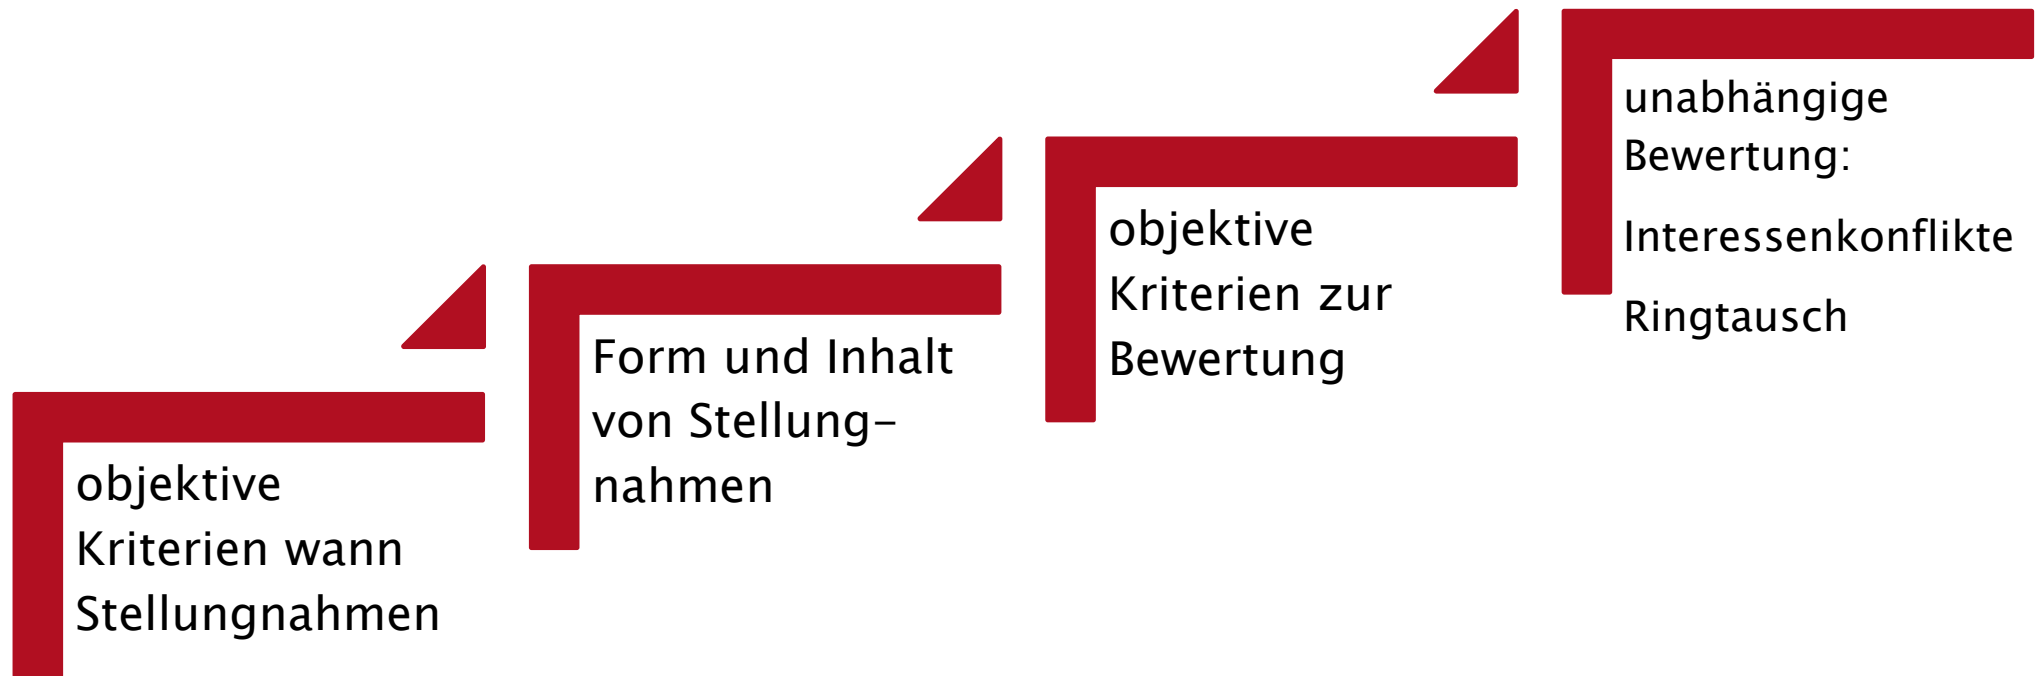 objektive
Kriterien wann
Stellungnahmen
Form und Inhalt
von Stellung-
nahmen
objektive
Kriterien zur
Bewertung
unabhängige
Bewertung:
Interessenkonflikte
Ringtausch